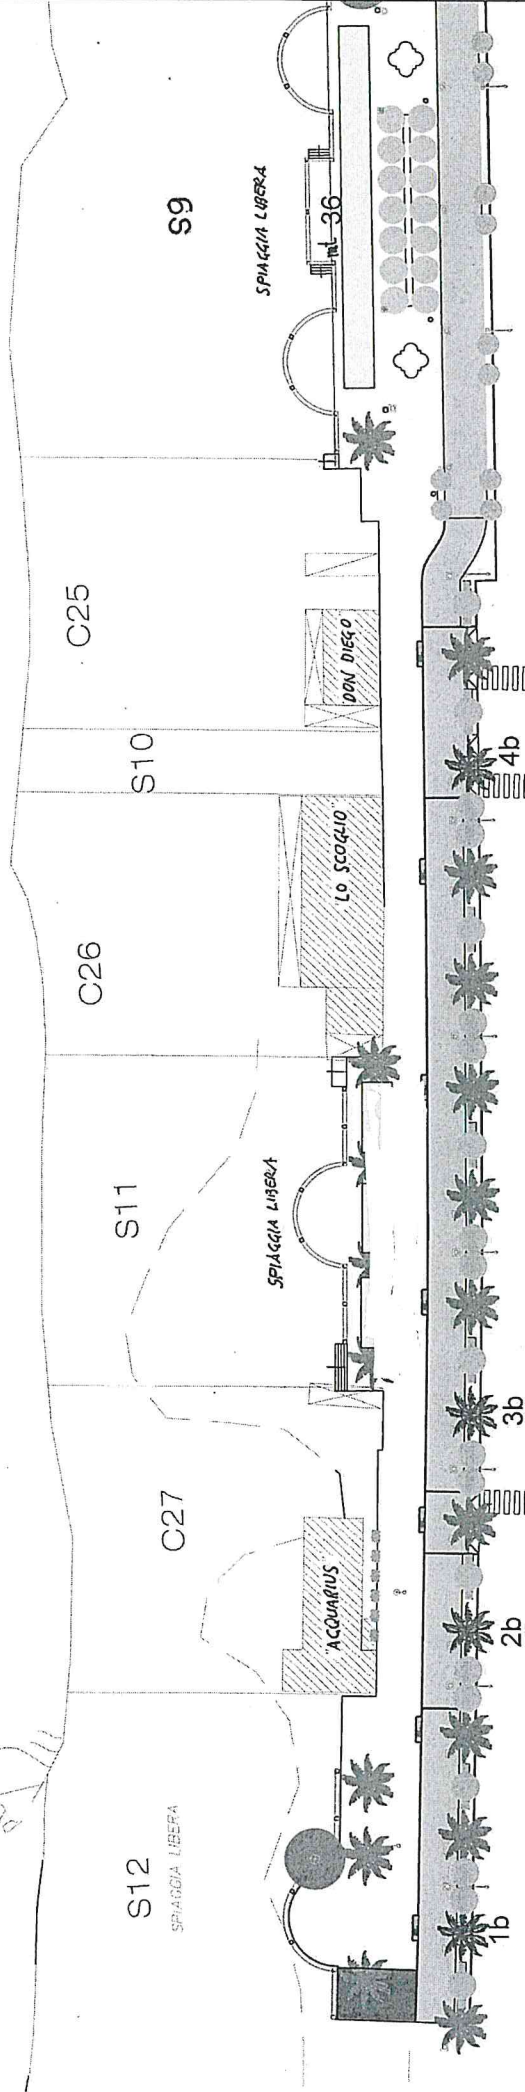 S9
SPIAGGIA LIBERA
mt 36
C25
"DON DIEGO"
S10
4b
C26
"LO SCOGLIO"
S11
SPIAGGIA LIBERA
3b
C27
"ACQUARIUS"
2b
S12
SPIAGGIA LIBERA
1b